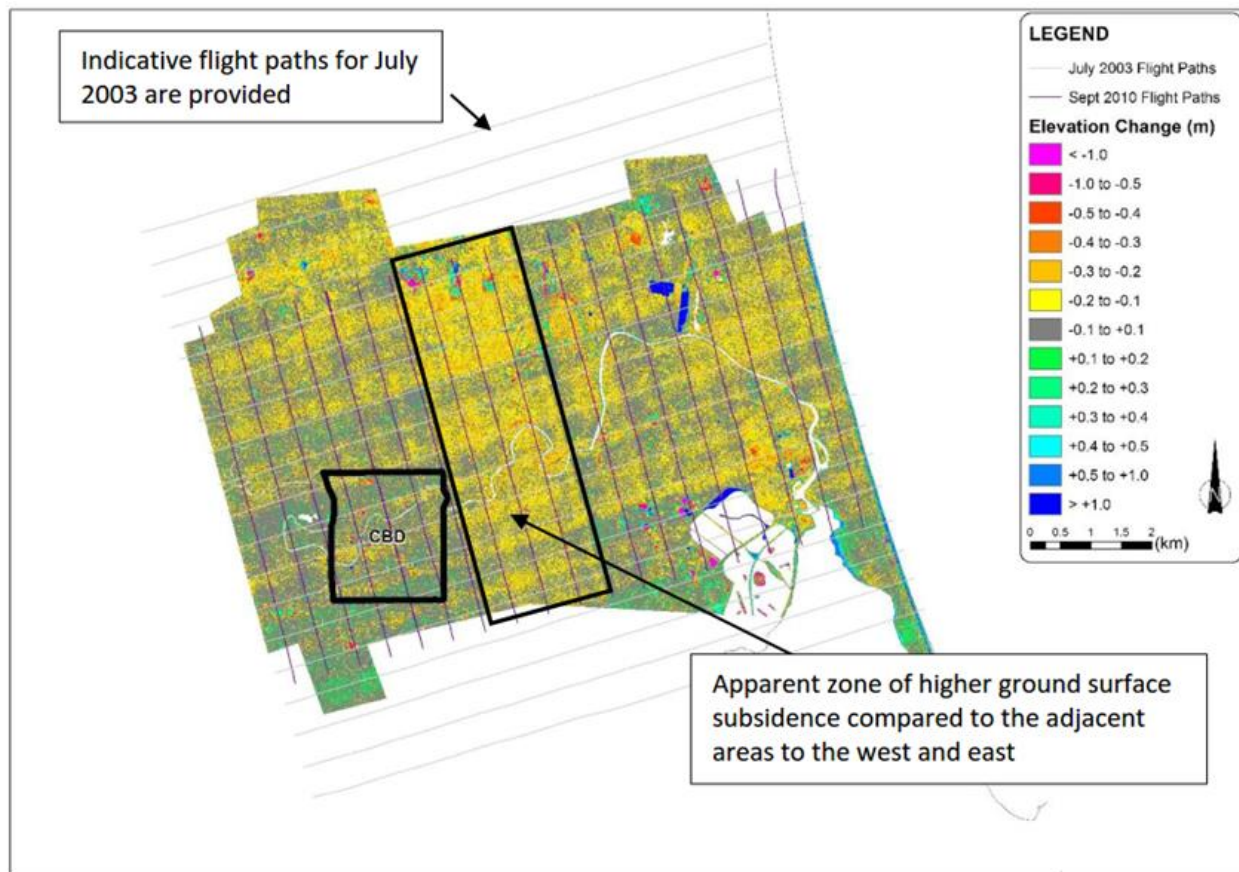 Indicative flight paths for July
2003 are provided
LEGEND
July 2003 Flight Paths
Sept 2010 Flight Paths
Elevation Change (m)
< -1.0
-1.0 to -0.5
-0.5 to -0.4
-0.4 to -0.3
-0.3 to -0.2
-0.2 to -0.1
-0.1 to +0.1
+0.1 to +0.2
+0.2 to +0.3
+0.3 to +0.4
+0.4 to +0.5
+0.5 to +1.0
> +1.0
N
0 0.5 1 1.5 2
(km)
CBD
Apparent zone of higher ground surface
subsidence compared to the adjacent
areas to the west and east